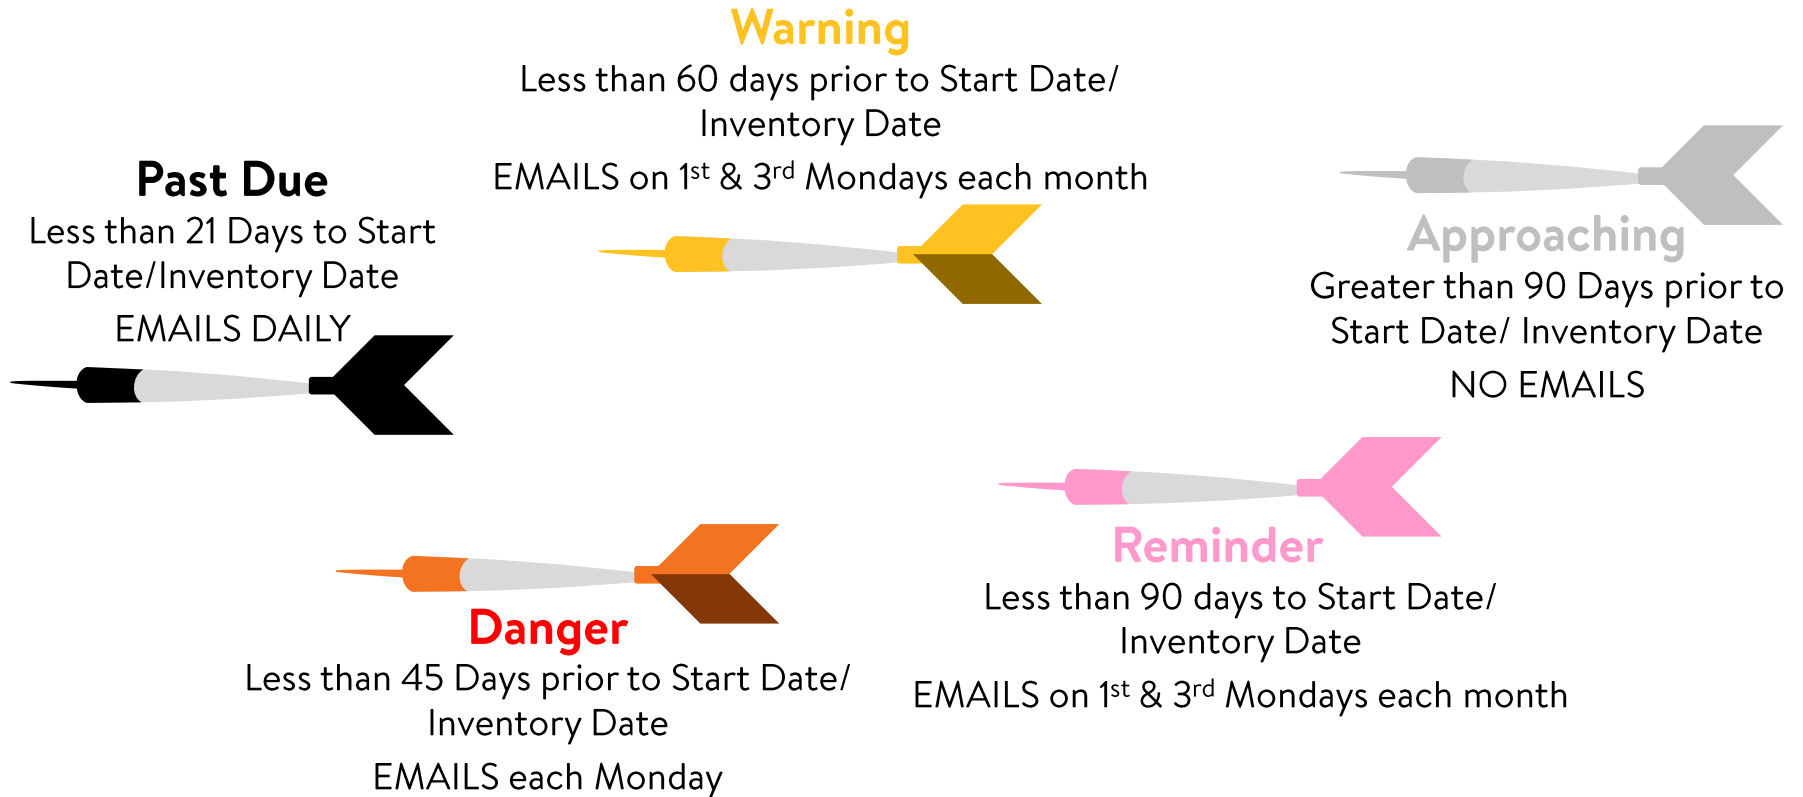 Warning
Less than 60 days prior to Start Date/
Inventory Date
EMAILS on 1st & 3rd Mondays each month
Past Due
Less than 21 Days to Start
Date/Inventory Date
EMAILS DAILY
Approaching
Greater than 90 Days prior to
Start Date/ Inventory Date
NO EMAILS
Danger
Less than 45 Days prior to Start Date/
Inventory Date
EMAILS each Monday
Reminder
Less than 90 days to Start Date/
Inventory Date
EMAILS on 1st & 3rd Mondays each month